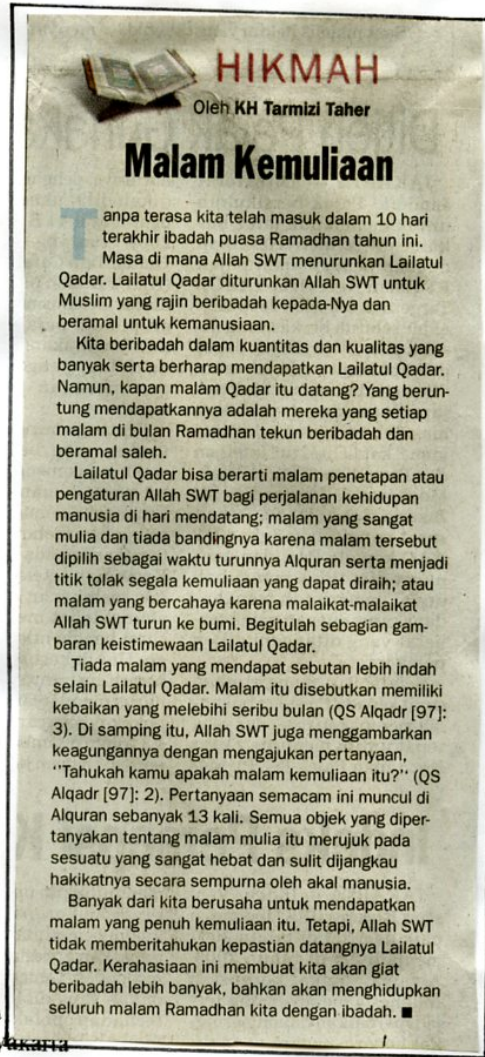 HIKMAH
Oleh KH Tarmizi Taher
Malam Kemuliaan
Tanpa terasa kita telah masuk dalam 10 hari
terakhir ibadah puasa Ramadhan tahun ini.
Masa di mana Allah SWT menurunkan Lailatul
Qadar. Lailatul Qadar diturunkan Allah SWT untuk
Muslim yang rajin beribadah kepada-Nya dan
beramal untuk kemanusiaan.
Kita beribadah dalam kuantitas dan kualitas yang
banyak serta berharap mendapatkan Lailatul Qadar.
Namun, kapan malam Qadar itu datang? Yang berun-
tung mendapatkannya adalah mereka yang setiap
malam di bulan Ramadhan tekun beribadah dan
beramal saleh.
Lailatul Qadar bisa berarti malam penetapan atau
pengaturan Allah SWT bagi perjalanan kehidupan
manusia di hari mendatang; malam yang sangat
mulia dan tiada bandingnya karena malam tersebut
dipilih sebagai waktu turunnya Alquran serta menjadi
titik tolak segala kemuliaan yang dapat diraih; atau
malam yang bercahaya karena malaikat-malaikat
Allah SWT turun ke bumi. Begitulah sebagian gam-
baran keistimewaan Lailatul Qadar.
Tiada malam yang mendapat sebutan lebih indah
selain Lailatul Qadar. Malam itu disebutkan memiliki
kebaikan yang melebihi seribu bulan (QS Alqadr [97]:
3). Di samping itu, Allah SWT juga menggambarkan
keagungannya dengan mengajukan pertanyaan,
''Tahukah kamu apakah malam kemuliaan itu?'' (QS
Alqadr [97]: 2). Pertanyaan semacam ini muncul di
Alquran sebanyak 13 kali. Semua objek yang diper-
tanyakan tentang malam mulia itu merujuk pada
sesuatu yang sangat hebat dan sulit dijangkau
hakikatnya secara sempurna oleh akal manusia.
Banyak dari kita berusaha untuk mendapatkan
malam yang penuh kemuliaan itu. Tetapi, Allah SWT
tidak memberitahukan kepastian datangnya Lailatul
Qadar. Kerahasiaan ini membuat kita akan giat
beribadah lebih banyak, bahkan akan menghidupkan
seluruh malam Ramadhan kita dengan ibadah. ■